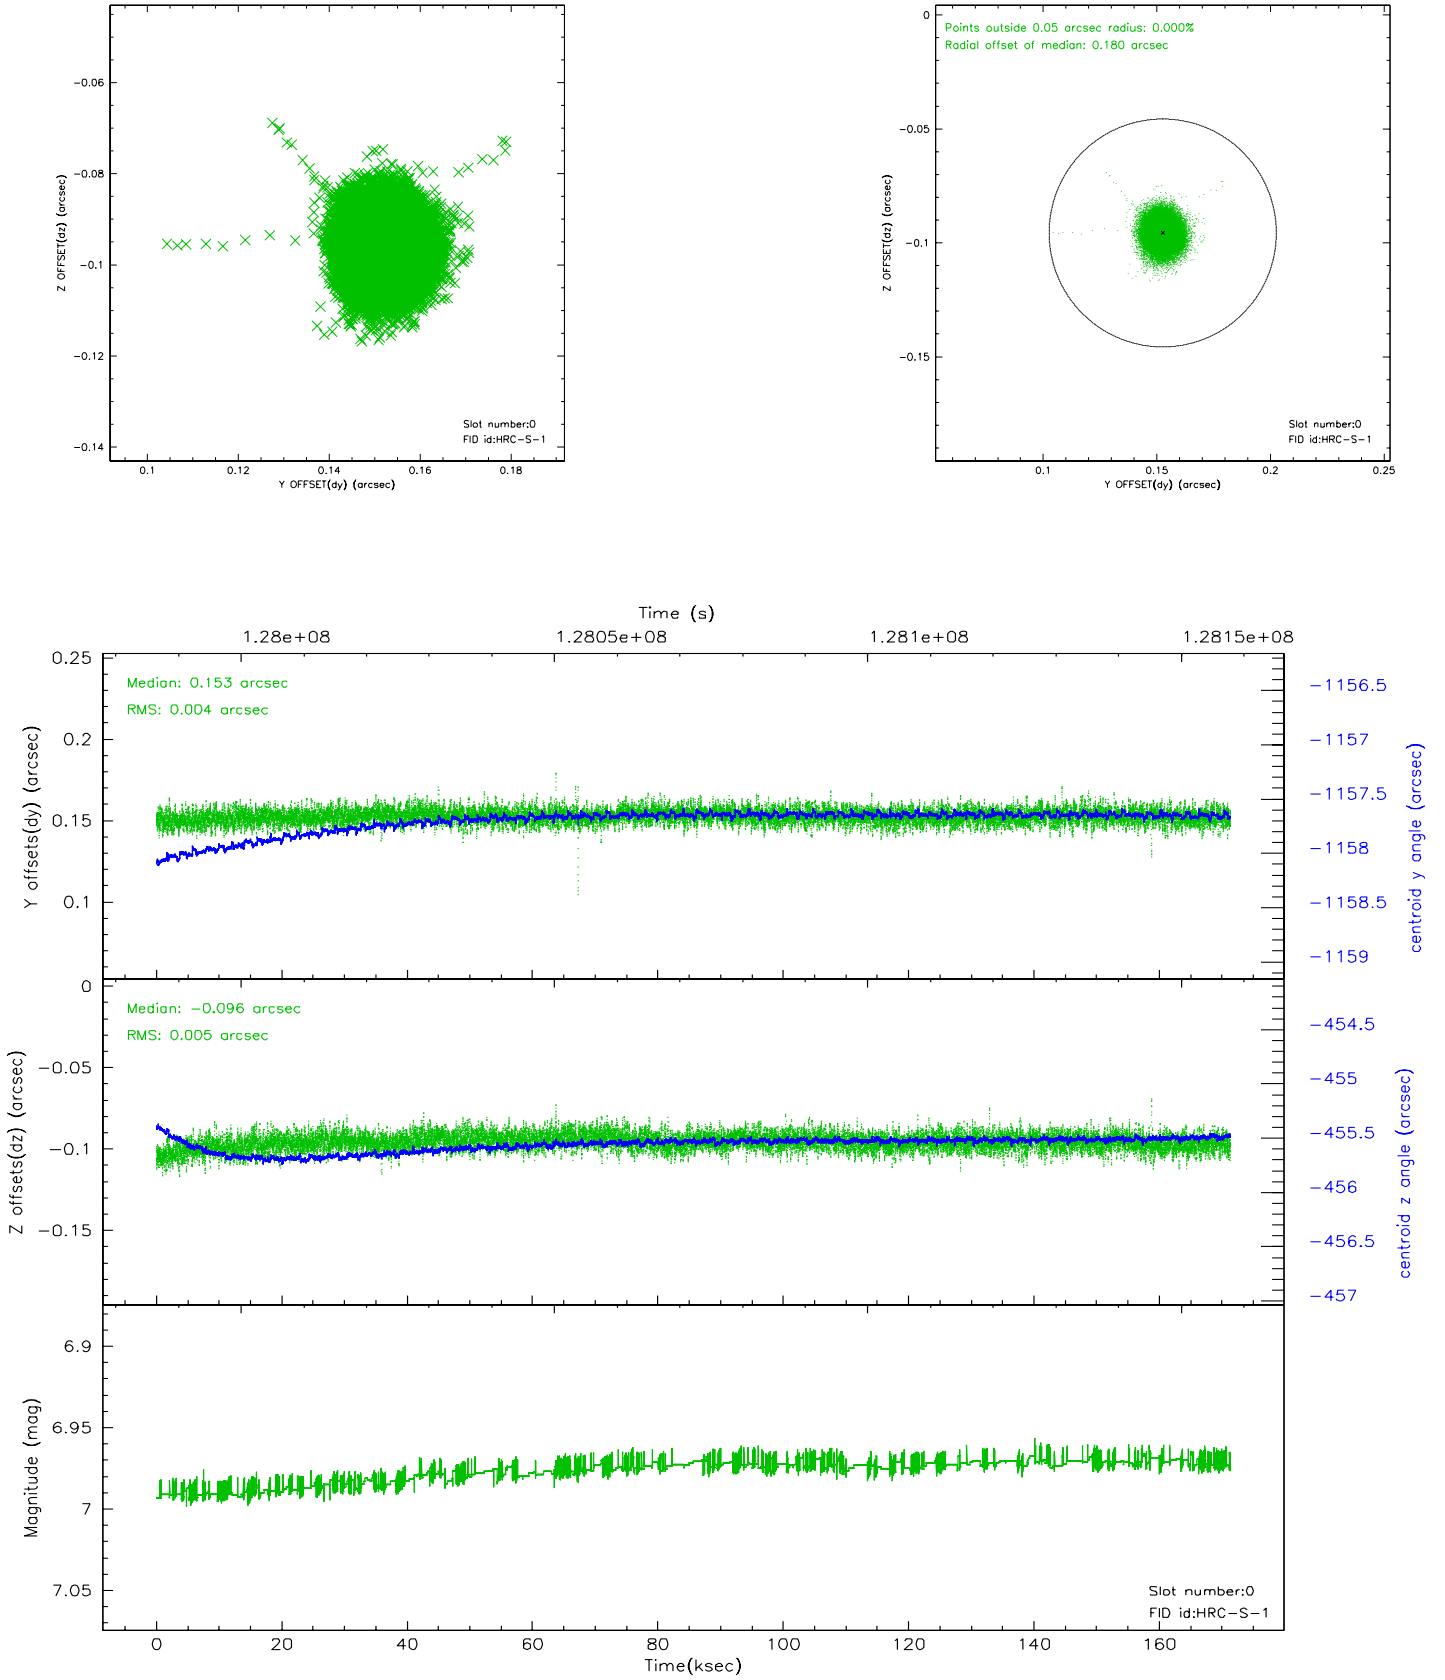 −0.06
−0.08
−0.1
−0.12
−0.14
Z OFFSET(dz) (arcsec)
0.1 0.12 0.14 0.16 0.18
Y OFFSET(dy) (arcsec)
Slot number:0
FID id:HRC−S−1
Points outside 0.05 arcsec radius: 0.000%
Radial offset of median: 0.180 arcsec
0
−0.05
−0.1
−0.15
Z OFFSET(dz) (arcsec)
0.1 0.15 0.2 0.25
Y OFFSET(dy) (arcsec)
Slot number:0
FID id:HRC−S−1
Time (s)
1.28e+08 1.2805e+08 1.281e+08 1.2815e+08
0.25
0.2
0.15
0.1
Y offsets(dy) (arcsec)
Median: 0.153 arcsec
RMS: 0.004 arcsec
−1156.5
−1157
−1157.5
−1158
−1158.5
−1159
centroid y angle (arcsec)
0
−0.05
−0.1
−0.15
Z offsets(dz) (arcsec)
Median: −0.096 arcsec
RMS: 0.005 arcsec
−454.5
−455
−455.5
−456
−456.5
−457
centroid z angle (arcsec)
6.9
6.95
7
7.05
Magnitude (mag)
Slot number:0
FID id:HRC−S−1
0 20 40 60 80 100 120 140 160
Time(ksec)